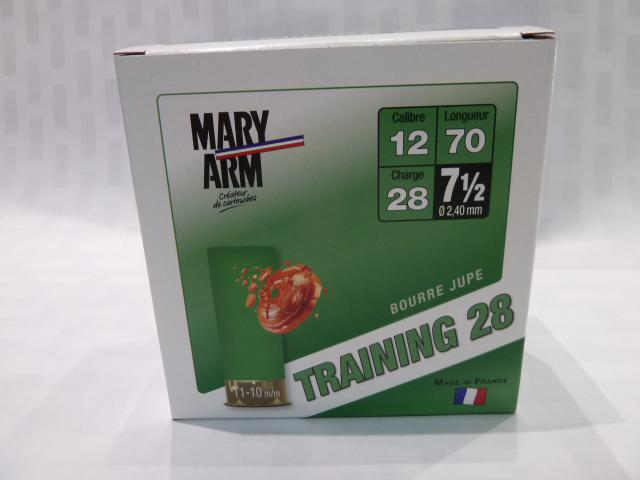 MARY
ARM
Créateur
de cartouches
Calibre
12
Longueur
70
Charge
28
7½
Ø 2,40 mm
BOURRE JUPE
TRAINING 28
11-10 m/m
MADE IN FRANCE